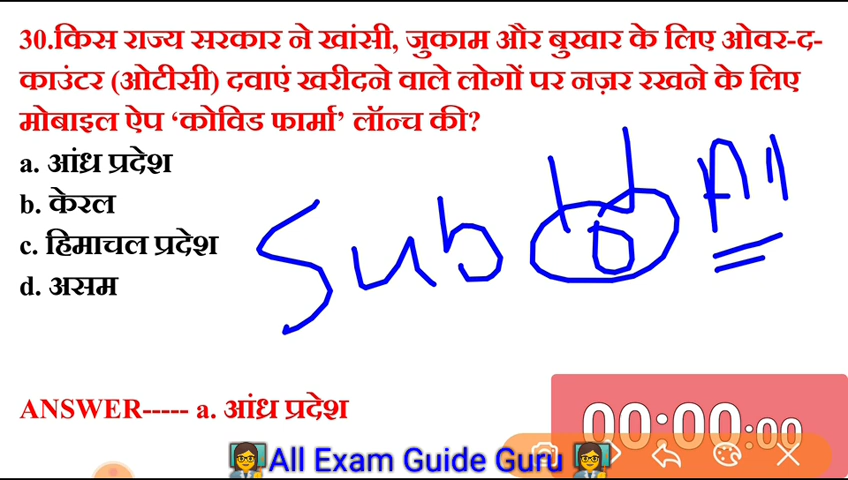 30.किस राज्य सरकार ने खांसी, जुकाम और बुखार के लिए ओवर-द-
काउंटर (ओटीसी) दवाएं खरीदने वाले लोगों पर नज़र रखने के लिए
मोबाइल ऐप ‘कोविड फार्मा’ लॉन्च की?
a. आंध्र प्रदेश
b. केरल
c. हिमाचल प्रदेश
d. असम
Sub All
ANSWER----- a. आंध्र प्रदेश
00:00:00
All Exam Guide Guru